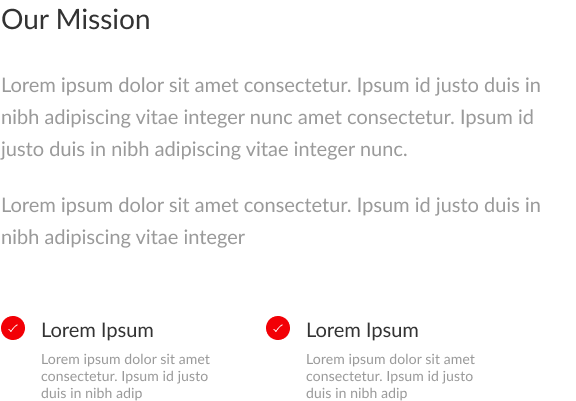 Our Mission
Lorem ipsum dolor sit amet consectetur. Ipsum id justo duis in
nibh adipiscing vitae integer nunc amet consectetur. Ipsum id
justo duis in nibh adipiscing vitae integer nunc.
Lorem ipsum dolor sit amet consectetur. Ipsum id justo duis in
nibh adipiscing vitae integer
Lorem Ipsum
Lorem ipsum dolor sit amet
consectetur. Ipsum id justo
duis in nibh adip
Lorem Ipsum
Lorem ipsum dolor sit amet
consectetur. Ipsum id justo
duis in nibh adip